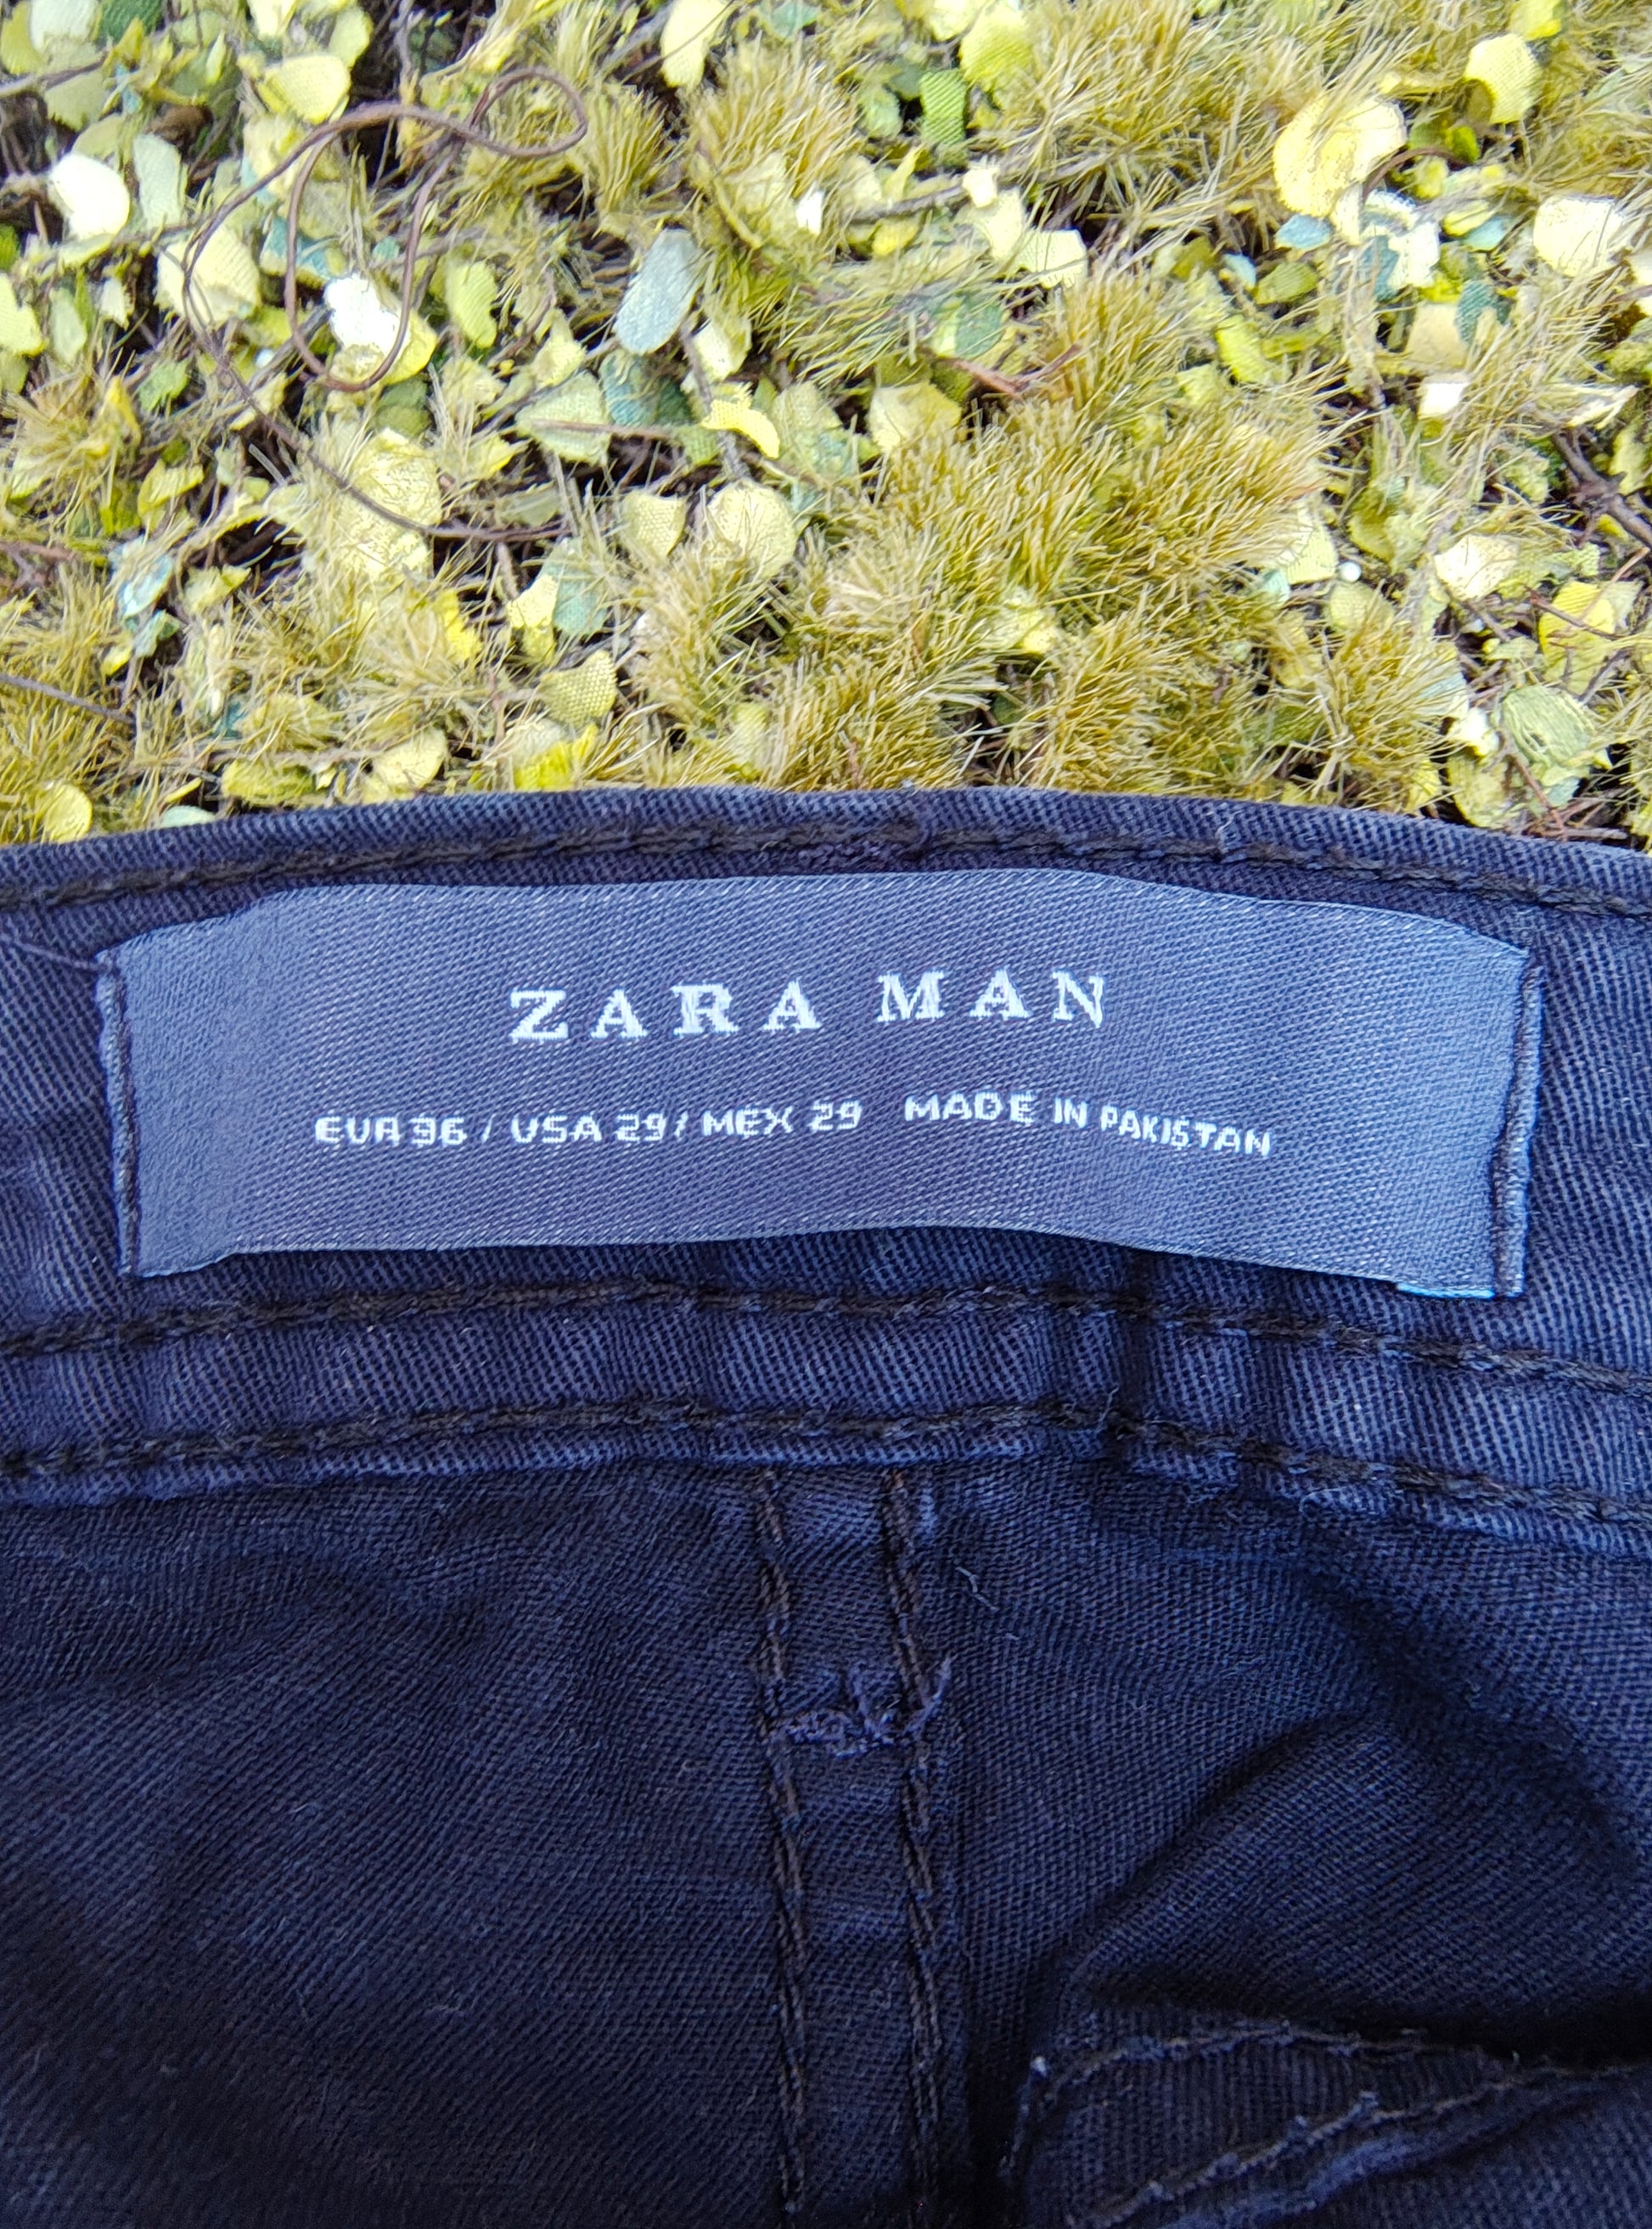 ZARA MAN
EUR 36 / USA 29 / MEX 29 MADE IN PAKISTAN